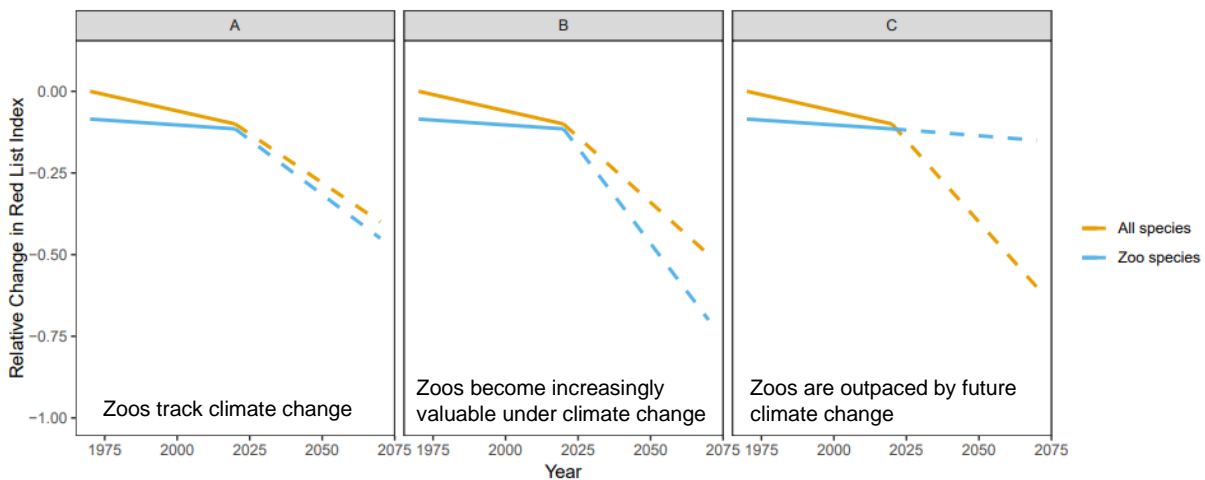 A
B
C
Relative Change in Red List Index
0.00
−0.25
−0.50
−0.75
−1.00
Zoos track climate change
Zoos become increasingly
valuable under climate change
Zoos are outpaced by future
climate change
1975 2000 2025 2050 2075
1975 2000 2025 2050 2075
1975 2000 2025 2050 2075
Year
All species
Zoo species